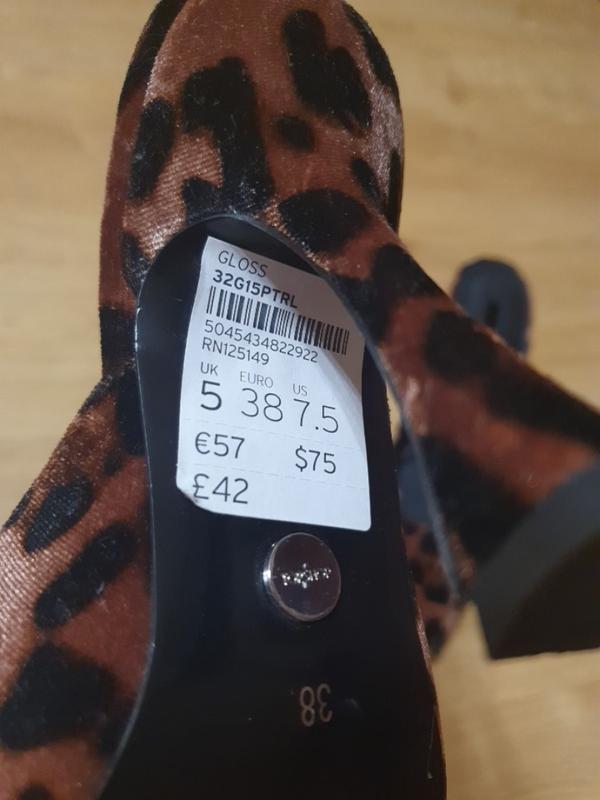 GLOSS
32G15PTRL
5045434822922
RN125149
UK EURO US
5 38 7.5
€57 $75
£42
38